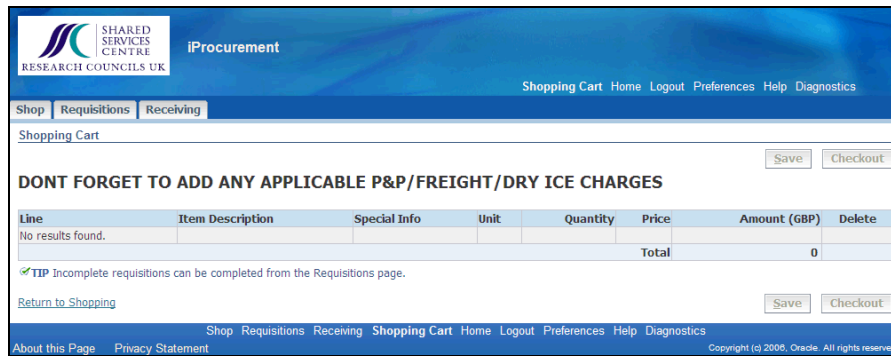 SHARED
SERVICES
CENTRE
RESEARCH COUNCILS UK
iProcurement
Shopping Cart Home Logout Preferences Help Diagnostics
Shop Requisitions Receiving
Shopping Cart
Save Checkout
DONT FORGET TO ADD ANY APPLICABLE P&P/FREIGHT/DRY ICE CHARGES
Line Item Description Special Info Unit Quantity Price Amount (GBP) Delete
No results found.
Total 0
TIP Incomplete requisitions can be completed from the Requisitions page.
Return to Shopping Save Checkout
Shop Requisitions Receiving Shopping Cart Home Logout Preferences Help Diagnostics
About this Page Privacy Statement Copyright (c) 2006, Oracle. All rights reserve